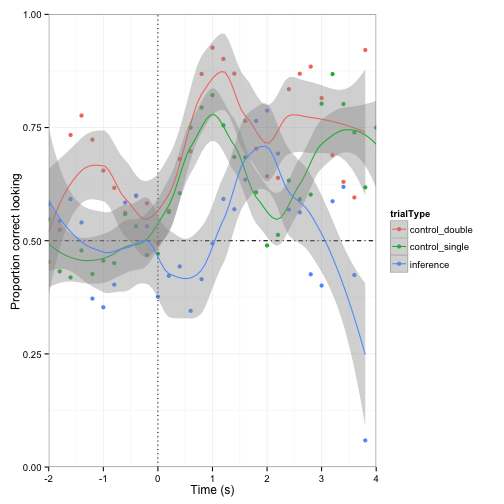 1.00
0.75
0.50
0.25
0.00
Proportion correct looking
-2 -1 0 1 2 3 4
Time (s)
trialType
control_double
control_single
inference